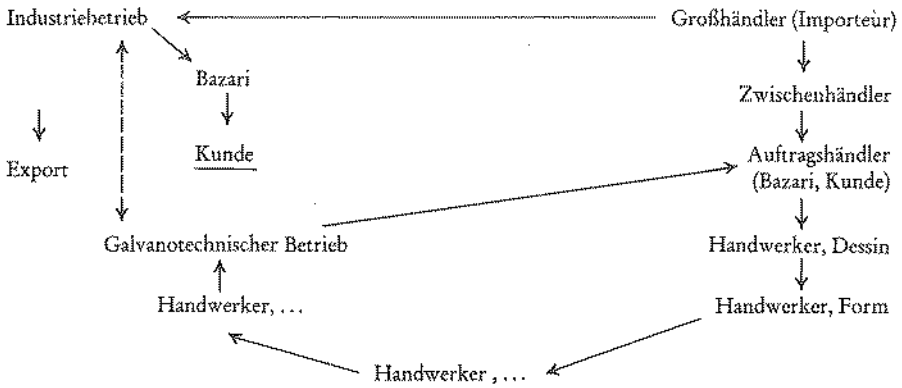 Industriebetrieb
Großhändler (Importeur)
Bazari
Zwischenhändler
Kunde
Auftragshändler
(Bazari, Kunde)
Export
Galvanotechnischer Betrieb
Handwerker, Dessin
Handwerker, ...
Handwerker, Form
Handwerker , ...